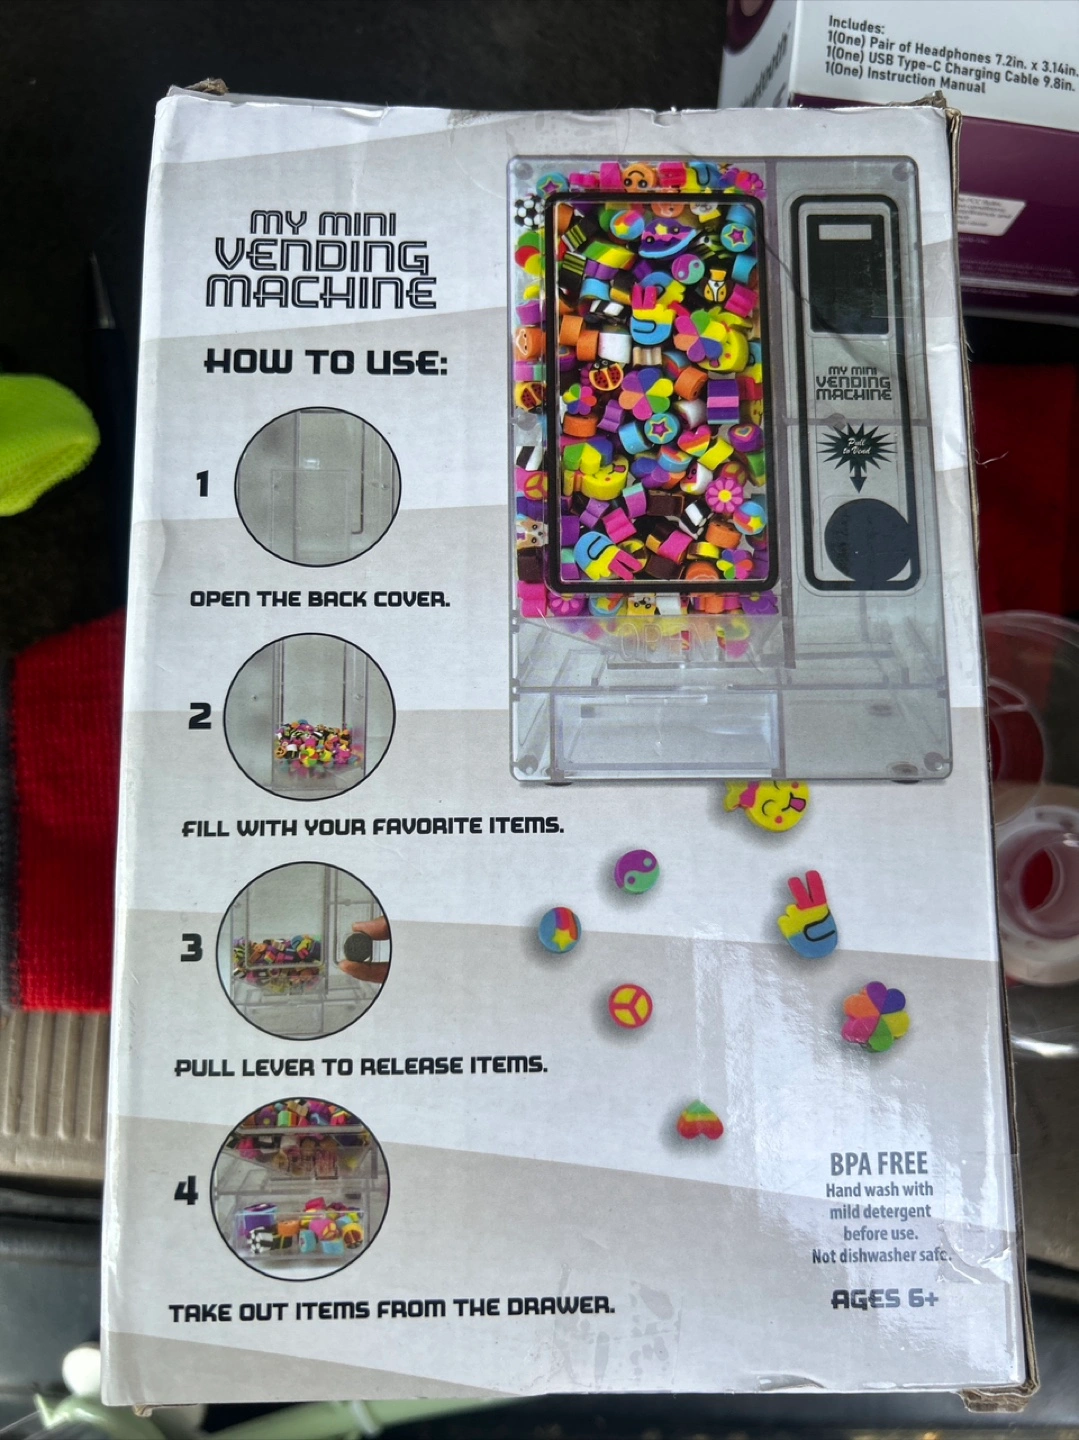 Includes:
1(One) Pair of Headphones 7.2in. x 3.14in.
1(One) USB Type-C Charging Cable 9.8in.
1(One) Instruction Manual
MY MINI
VENDING
MACHINE
HOW TO USE:
1
OPEN THE BACK COVER.
2
FILL WITH YOUR FAVORITE ITEMS.
3
PULL LEVER TO RELEASE ITEMS.
4
TAKE OUT ITEMS FROM THE DRAWER.
MY MINI
VENDING
MACHINE
Pull
to Vend
OPEN
BPA FREE
Hand wash with
mild detergent
before use.
Not dishwasher safe.
AGES 6+